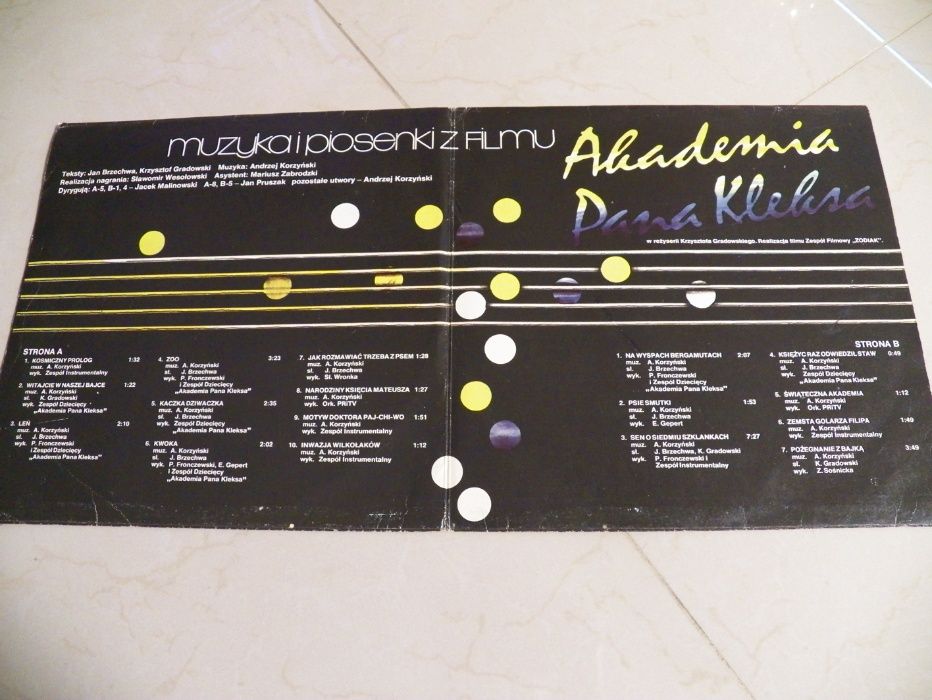 muzyka i piosenki z filmu
Akademia
Pana Kleksa
Teksty: Jan Brzechwa, Krzysztof Gradowski Muzyka: Andrzej Korzyński
Realizacja nagrania: Sławomir Wesołowski Asystent: Mariusz Zabrodzki
Dyrygują: A-5, B-1, 4 – Jacek Malinowski A-8, B-5 – Jan Pruszak pozostałe utwory – Andrzej Korzyński
w reżyserii Krzysztofa Gradowskiego. Realizacja filmu Zespół Filmowy „ZODIAK".
STRONA A
1. KOSMICZNY PROLOG 1:32
muz. A. Korzyński
wyk. Zespół Instrumentalny
2. WITAJCIE W NASZEJ BAJCE 1:22
muz. A. Korzyński
sł. K. Gradowski
wyk. Zespół Dziecięcy
„Akademia Pana Kleksa"
3. LEŃ 2:10
muz. A. Korzyński
sł. J. Brzechwa
wyk. P. Fronczewski
i Zespół Dziecięcy
„Akademia Pana Kleksa"
4. ZOO 3:23
muz. A. Korzyński
sł. J. Brzechwa
wyk. P. Fronczewski
i Zespół Dziecięcy
„Akademia Pana Kleksa"
5. KACZKA DZIWACZKA 2:35
muz. A. Korzyński
sł. J. Brzechwa
wyk. Zespół Dziecięcy
„Akademia Pana Kleksa"
6. KWOKA 2:02
muz. A. Korzyński
sł. J. Brzechwa
wyk. P. Fronczewski, E. Gepert
i Zespół Dziecięcy
„Akademia Pana Kleksa"
7. JAK ROZMAWIAĆ TRZEBA Z PSEM 1:28
muz. A. Korzyński
sł. J. Brzechwa
wyk. St. Wronka
8. NARODZINY KSIĘCIA MATEUSZA 1:27
muz. A. Korzyński
wyk. Ork. PRiTV
9. MOTYW DOKTORA PAJ-CHI-WO 1:51
muz. A. Korzyński
wyk. Zespół Instrumentalny
10. INWAZJA WILKOŁAKÓW 1:12
muz. A. Korzyński
wyk. Zespół Instrumentalny
STRONA B
1. NA WYSPACH BERGAMUTACH 2:07
muz. A. Korzyński
sł. J. Brzechwa
wyk. P. Fronczewski
i Zespół Dziecięcy
„Akademia Pana Kleksa"
2. PSIE SMUTKI 1:53
muz. A. Korzyński
sł. J. Brzechwa
wyk. E. Gepert
3. SEN O SIEDMIU SZKLANKACH 7:27
muz. A. Korzyński
sł. J. Brzechwa, K. Gradowski
wyk. P. Fronczewski i
Zespół Instrumentalny
4. KSIĘŻYC RAZ ODWIEDZIŁ STAW 0:49
muz. A. Korzyński
sł. J. Brzechwa
wyk. Zespół Dziecięcy
„Akademia Pana Kleksa"
5. ŚWIĄTECZNA AKADEMIA 1:12
muz. A. Korzyński
wyk. Ork. PRiTV
6. ZEMSTA GOLARZA FILIPA 1:49
muz. A. Korzyński
wyk. Zespół Instrumentalny
7. POŻEGNANIE Z BAJKĄ 3:49
muz. A. Korzyński
sł. K. Gradowski
wyk. Z. Sośnicka